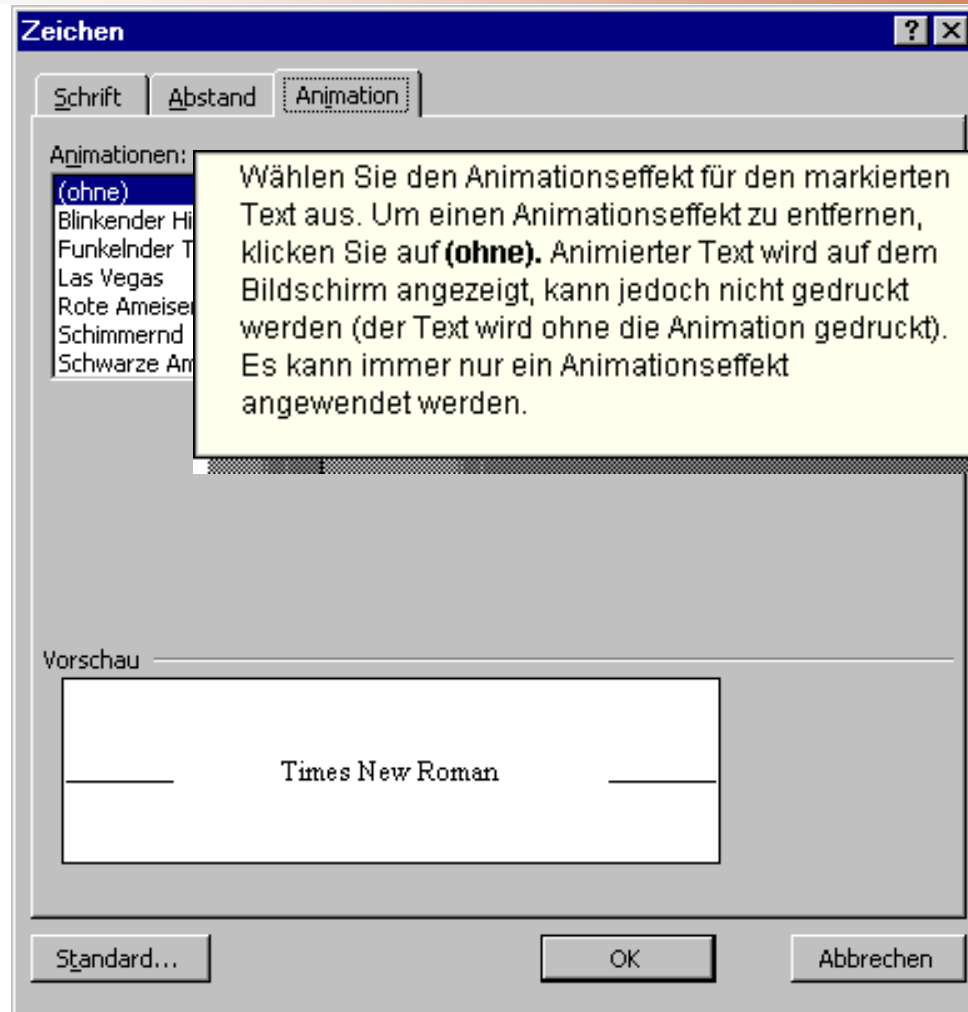 Zeichen
Schrift Abstand Animation
Animationen:
(ohne)
Blinkender
Funkelnder
Las Vegas
Rote
Schimmernd
Schwarze
Wählen Sie den Animationseffekt für den markierten
Text aus. Um einen Animationseffekt zu entfernen,
klicken Sie auf (ohne). Animierter Text wird auf dem
Bildschirm angezeigt, kann jedoch nicht gedruckt
werden (der Text wird ohne die Animation gedruckt).
Es kann immer nur ein Animationseffekt
angewendet werden.
Vorschau
Times New Roman
Standard... OK Abbrechen